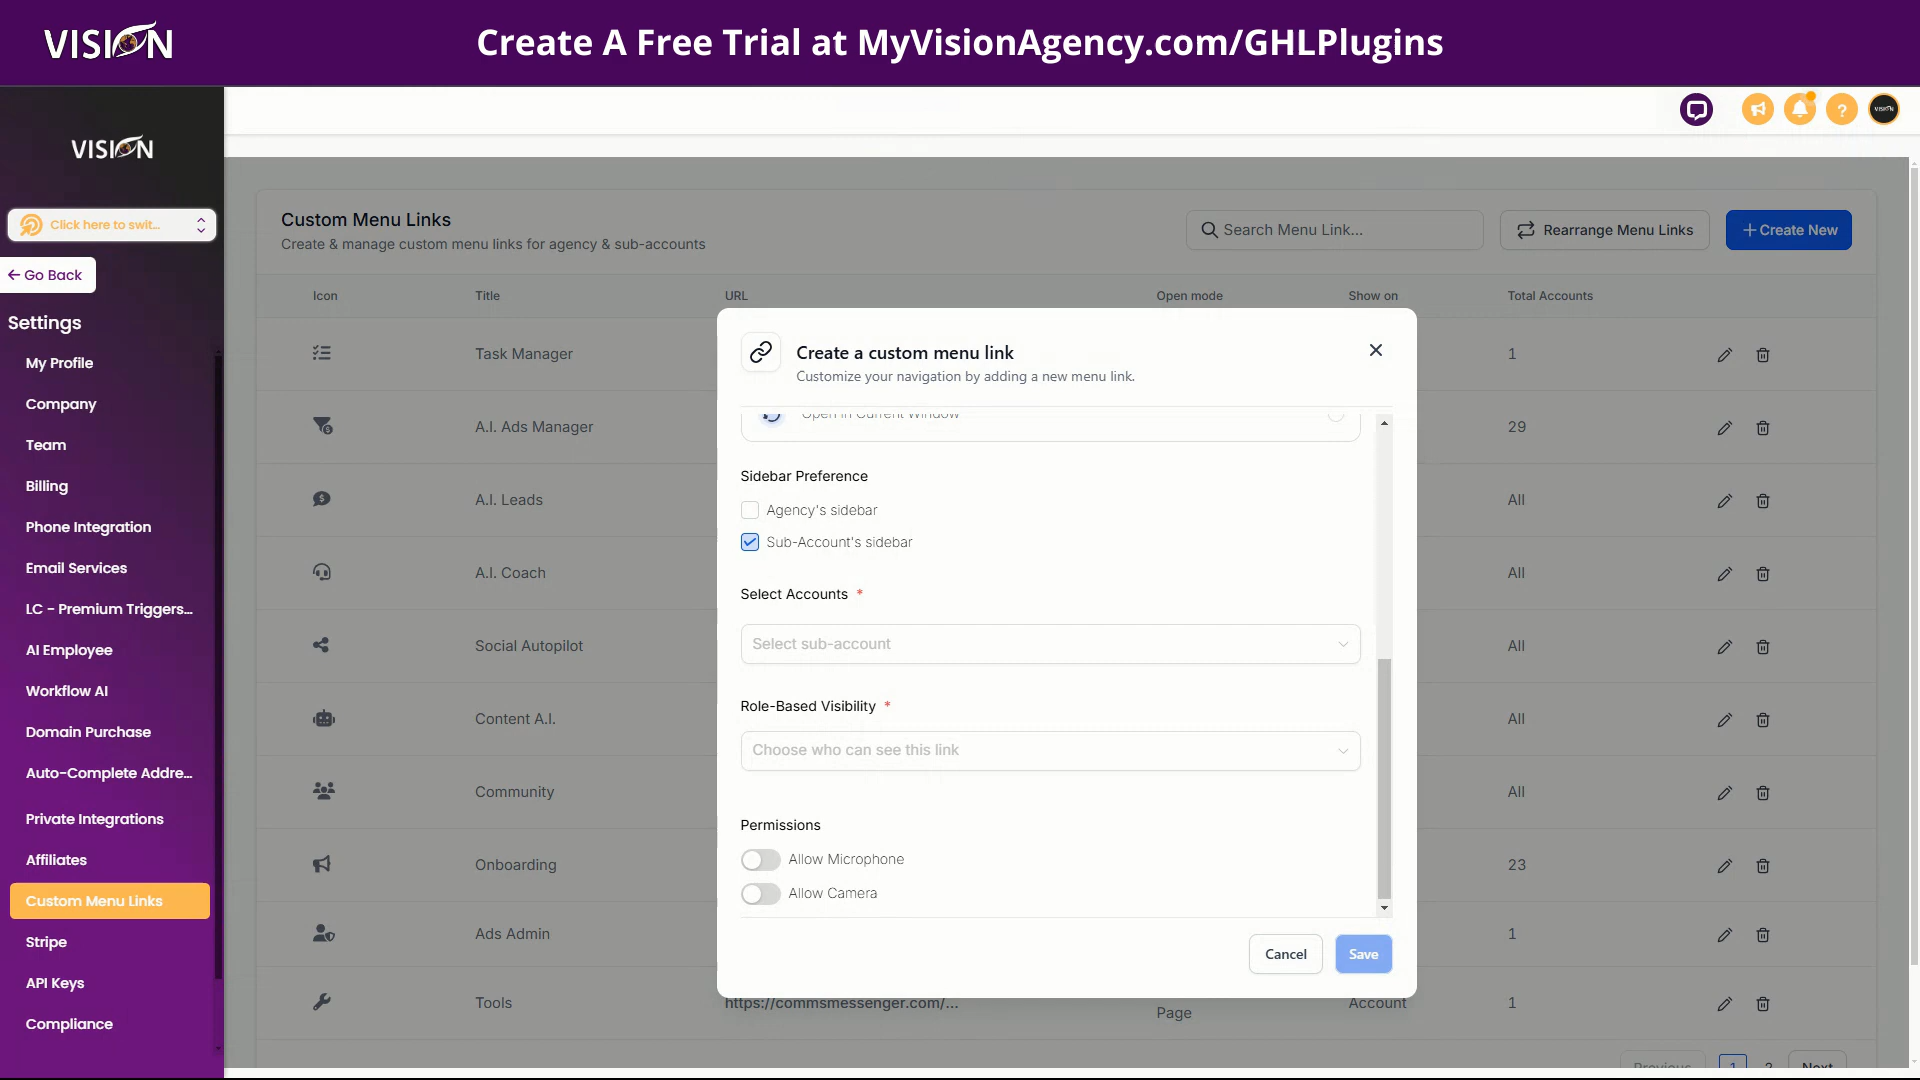 VISION
Create A Free Trial at MyVisionAgency.com/GHLPlugins
VISION
Click here to swit...
Go Back
Settings
My Profile
Company
Team
Billing
Phone Integration
Email Services
LC - Premium Triggers...
AI Employee
Workflow AI
Domain Purchase
Auto-Complete Addre...
Private Integrations
Affiliates
Custom Menu Links
Stripe
API Keys
Compliance
?
VISION
Custom Menu Links
Create & manage custom menu links for agency & sub-accounts
Search Menu Link...
Rearrange Menu Links
+ Create New
Icon Title URL Open mode Show on Total Accounts
Task Manager 1
A.I. Ads Manager 29
A.I. Leads All
A.I. Coach All
Social Autopilot All
Content A.I. All
Community All
Onboarding 23
Ads Admin 1
Tools https://commsmessenger.com/... Page Account 1
Previous 1 2 Next
Create a custom menu link
Customize your navigation by adding a new menu link.
Open in Current Window
Sidebar Preference
Agency's sidebar
Sub-Account's sidebar
Select Accounts *
Select sub-account
Role-Based Visibility *
Choose who can see this link
Permissions
Allow Microphone
Allow Camera
Cancel
Save